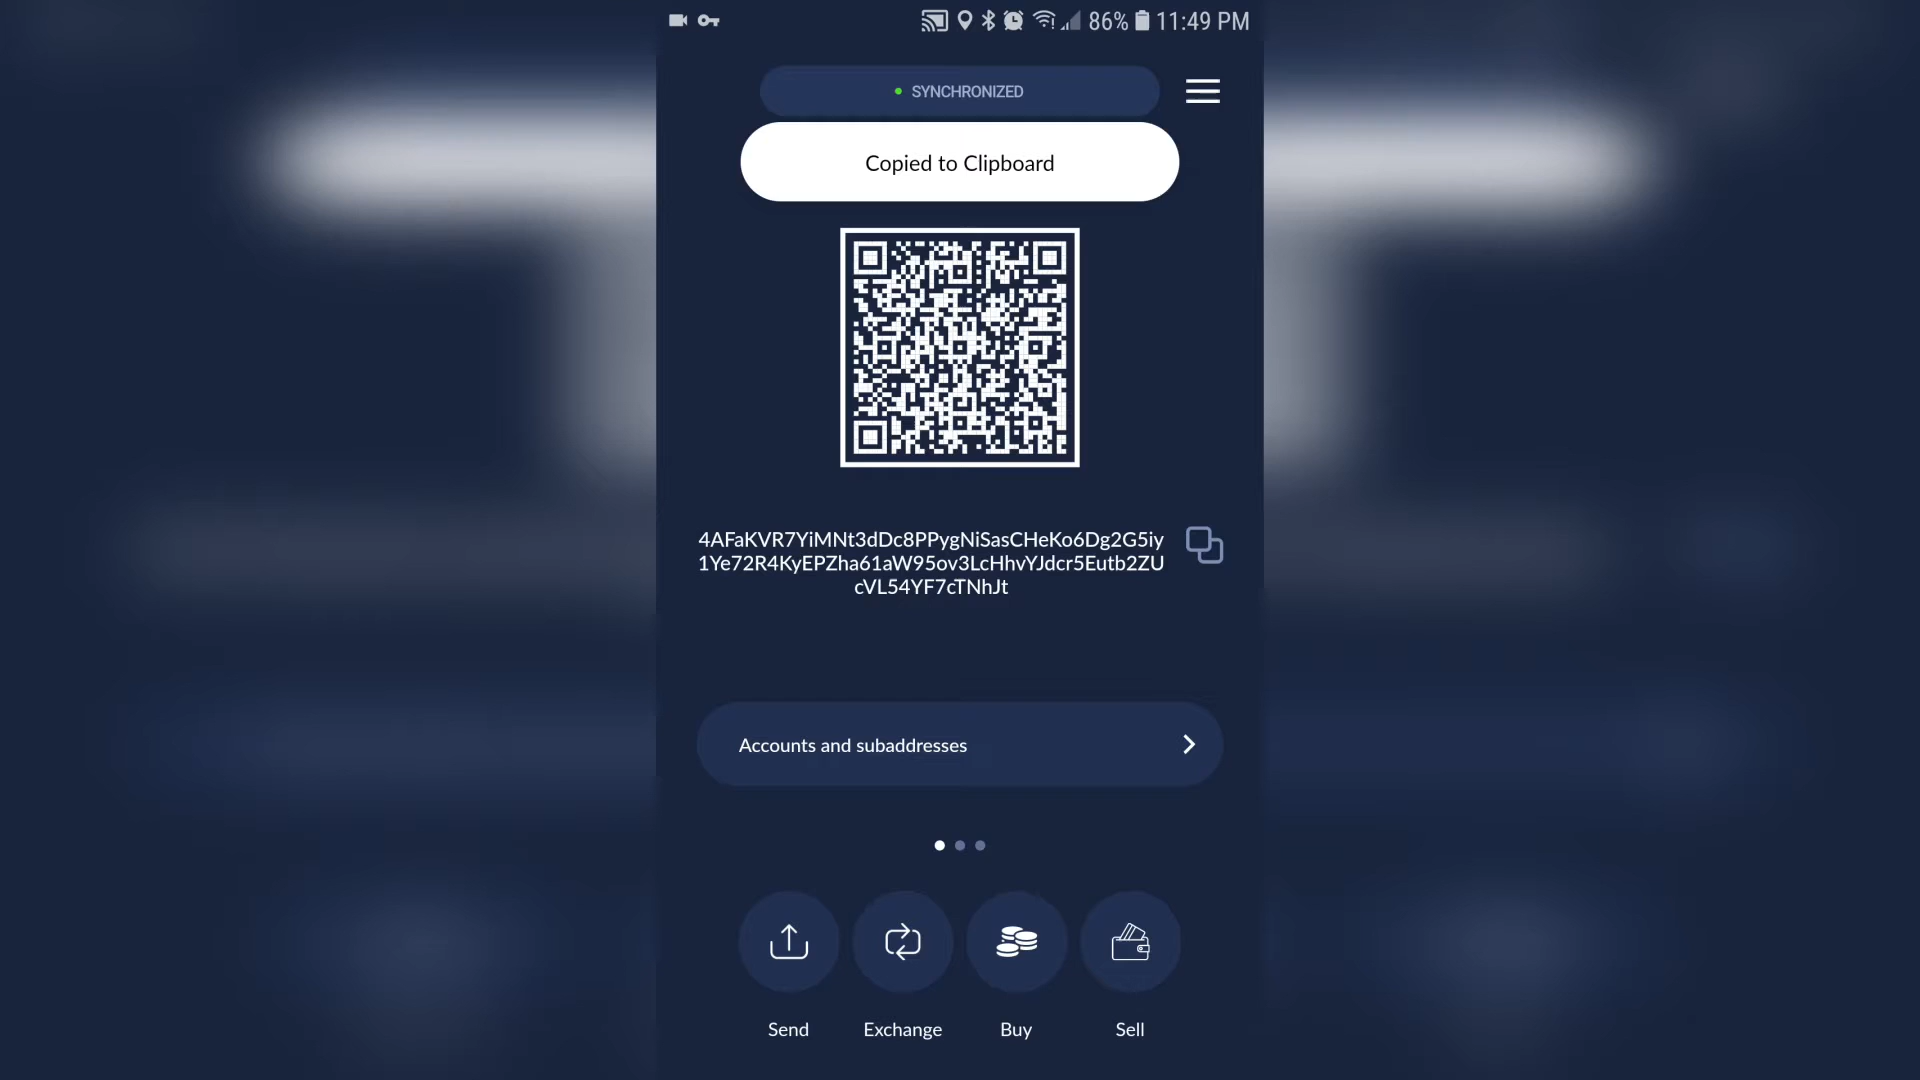 86% 11:49 PM
SYNCHRONIZED
Copied to Clipboard
4AFaKVR7YiMNt3dDc8PPygNiSasCHeKo6Dg2G5iy
1Ye72R4KyEPZha61aW95ov3LcHhvYJdcr5Eutb2ZU
cVL54YF7cTNhJt
Accounts and subaddresses
Send Exchange Buy Sell